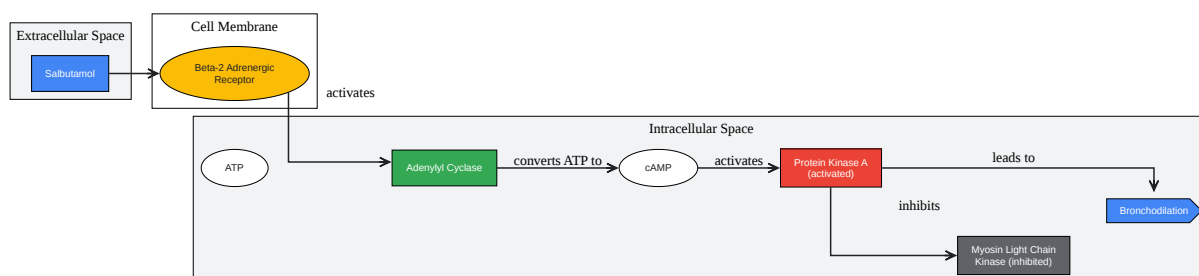 Extracellular Space
Salbutamol
Cell Membrane
Beta-2 Adrenergic
Receptor
activates
Intracellular Space
ATP
Adenylyl Cyclase
converts ATP to
cAMP
activates
Protein Kinase A
(activated)
leads to
Bronchodilation
inhibits
Myosin Light Chain
Kinase (inhibited)